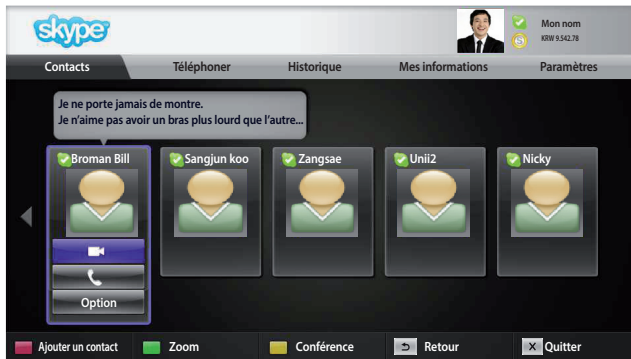 skype
Mon nom
KRW 9.542.78
Contacts
Téléphoner
Historique
Mes informations
Paramètres
Je ne porte jamais de montre.
Je n'aime pas avoir un bras plus lourd que l'autre...
Broman Bill
Sangjun koo
Zangsae
Unii2
Nicky
Option
Ajouter un contact
Zoom
Conférence
Retour
X Quitter